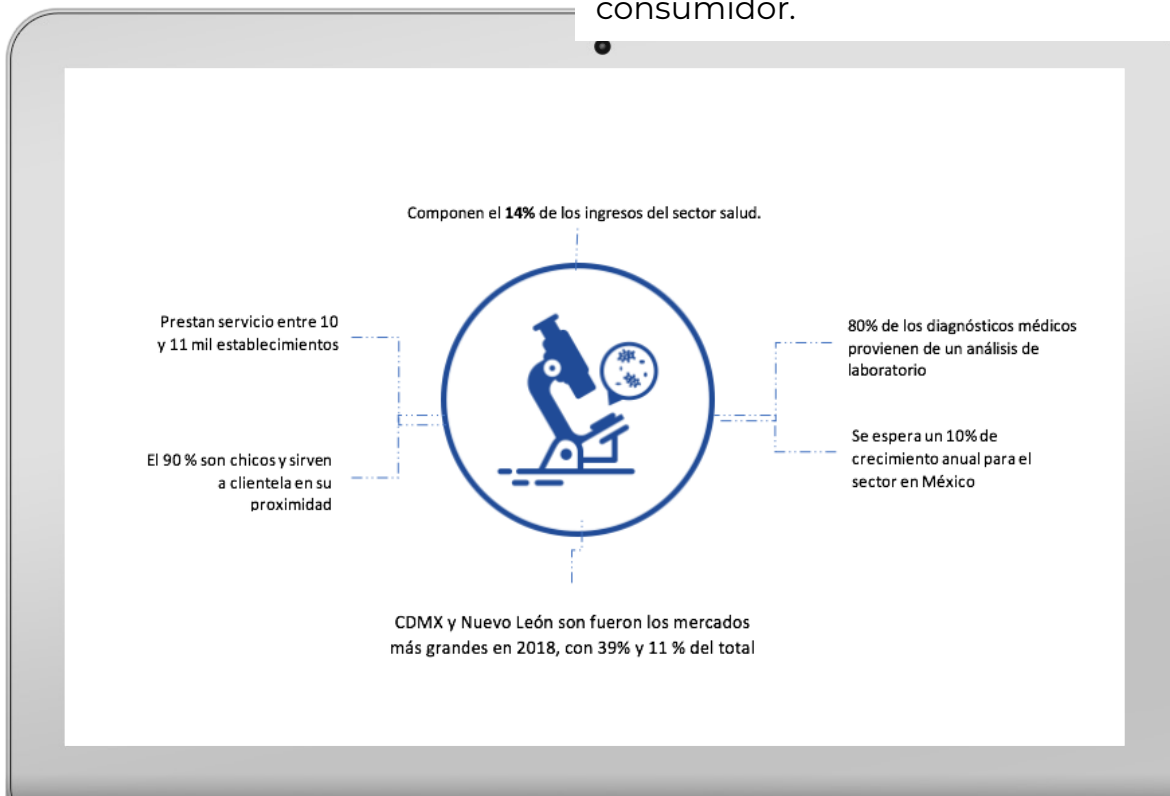 consumidor.
Componen el 14% de los ingresos del sector salud.
Prestan servicio entre 10
y 11 mil establecimientos
80% de los diagnósticos médicos
provienen de un análisis de
laboratorio
El 90 % son chicos y sirven
a clientela en su
proximidad
Se espera un 10% de
crecimiento anual para el
sector en México
CDMX y Nuevo León son fueron los mercados
más grandes en 2018, con 39% y 11 % del total